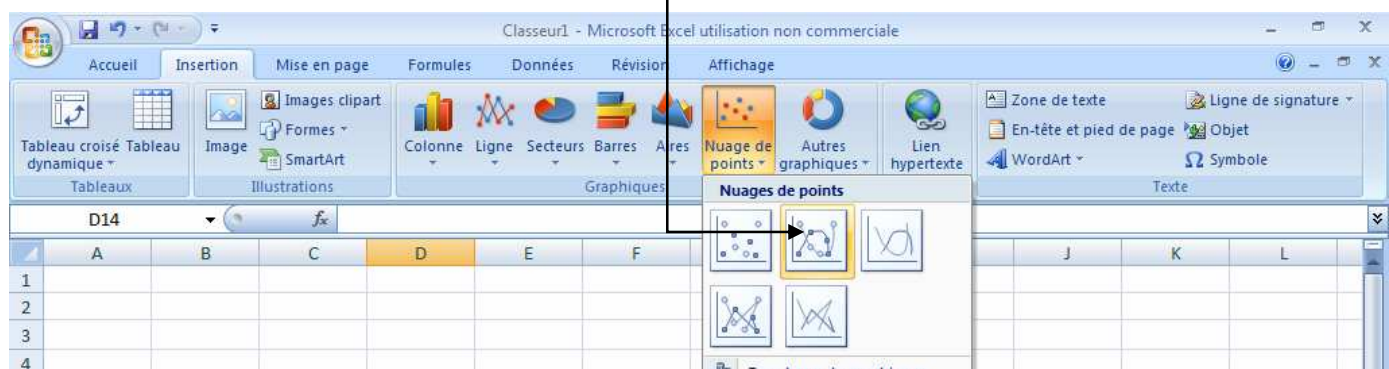 Classeur1 - Microsoft Excel utilisation non commerciale
Accueil Insertion Mise en page Formules Données Révision Affichage
Tableau croisé dynamique
Tableau
Tableaux
Image
Images clipart
Formes
SmartArt
Illustrations
Colonne Ligne Secteurs Barres Aires
Nuage de points
Autres graphiques
Graphiques
Lien hypertexte
Zone de texte
En-tête et pied de page
WordArt
Ligne de signature
Objet
Symbole
Texte
Nuages de points
D14 fx
A B C D E F J K L
1
2
3
4